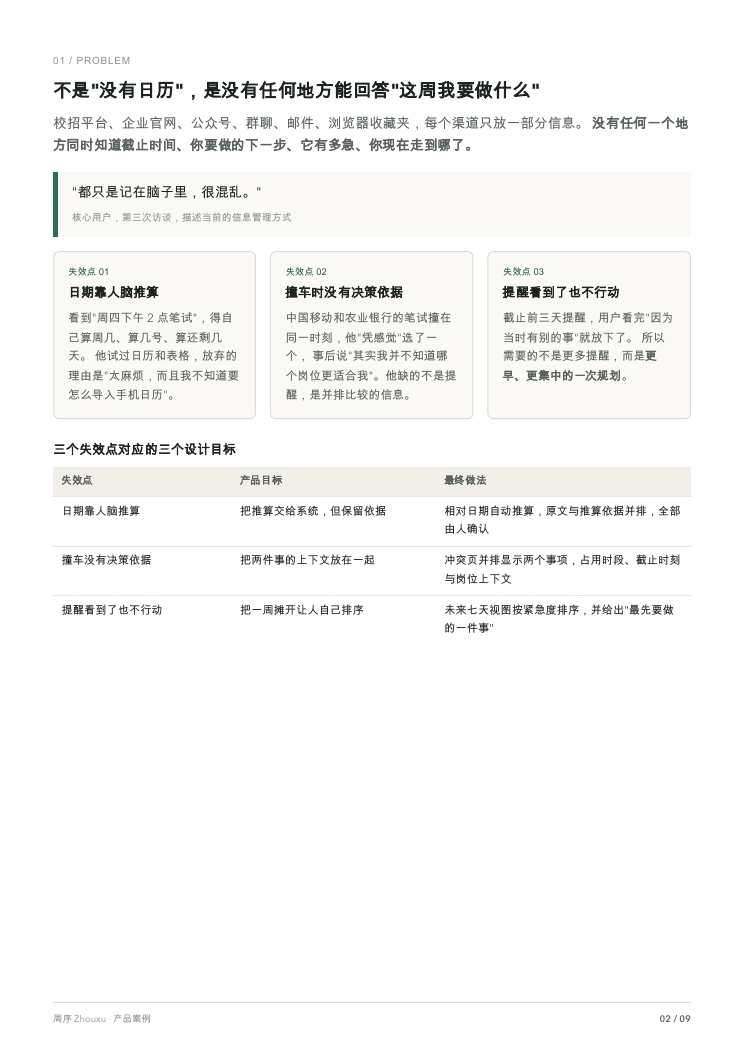 01 / PROBLEM
不是"没有日历"，是没有任何地方能回答"这周我要做什么"
校招平台、企业官网、公众号、群聊、邮件、浏览器收藏夹，每个渠道只放一部分信息。 没有任何一个地
方同时知道截止时间、你要做的下一步、它有多急、你现在走到哪了。
"都只是记在脑子里，很混乱。"
核心用户，第三次访谈，描述当前的信息管理方式
失效点 01
日期靠人脑推算
看到"周四下午 2 点笔试"，得自
己算周几、算几号、算还剩几
天。 他试过日历和表格，放弃的
理由是"太麻烦，而且我不知道要
怎么导入手机日历"。
失效点 02
撞车时没有决策依据
中国移动和农业银行的笔试撞在
同一时刻，他"凭感觉"选了一
个， 事后说"其实我并不知道哪
个岗位更适合我"。他缺的不是提
醒，是并排比较的信息。
失效点 03
提醒看到了也不行动
截止前三天提醒，用户看完"因为
当时有别的事"就放下了。 所以
需要的不是更多提醒，而是更
早、更集中的一次规划。
三个失效点对应的三个设计目标
失效点 产品目标 最终做法
日期靠人脑推算 把推算交给系统，但保留依据 相对日期自动推算，原文与推算依据并排，全部
由人确认
撞车没有决策依据 把两件事的上下文放在一起 冲突页并排显示两个事项，占用时段、截止时刻
与岗位上下文
提醒看到了也不行动 把一周摊开让人自己排序 未来七天视图按紧急度排序，并给出"最先要做
的一件事"
周序 Zhouxu · 产品案例 02 / 09